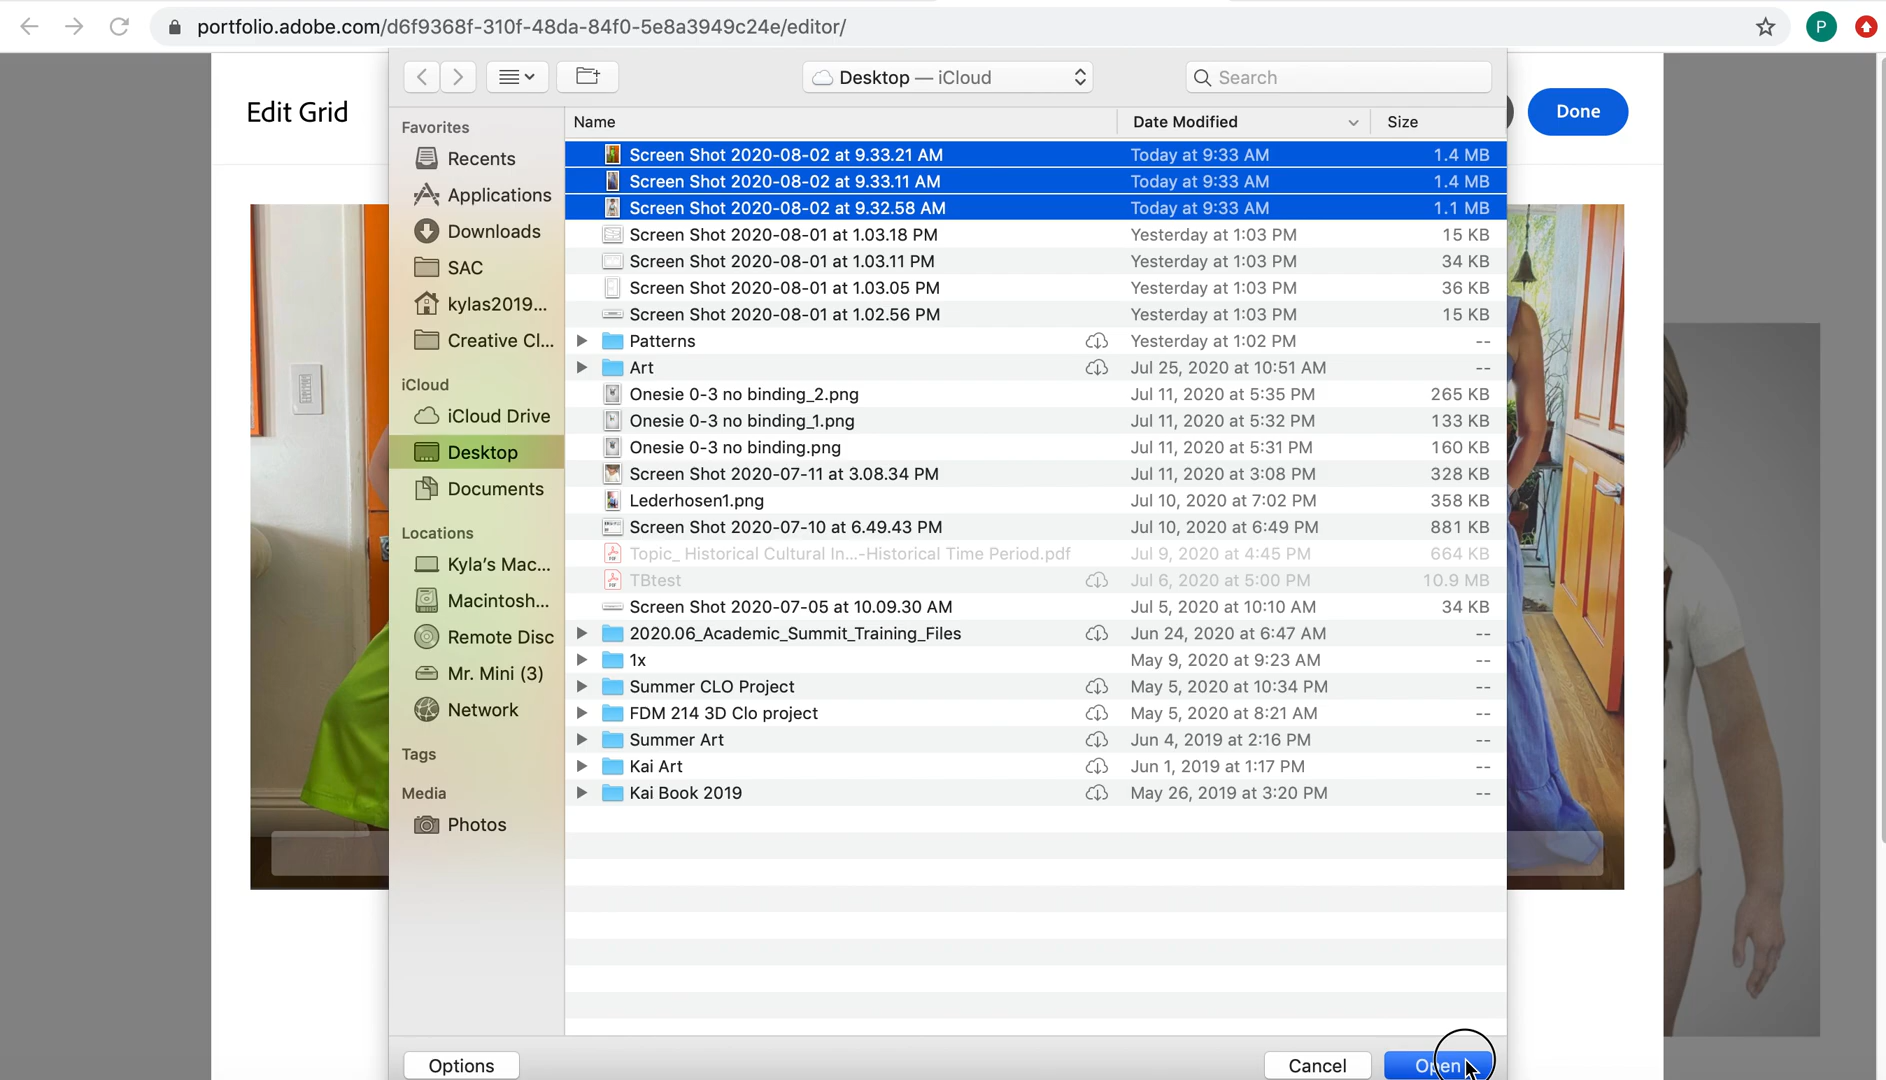 portfolio.adobe.com/d6f9368f-310f-48da-84f0-5e8a3949c24e/editor/
P
Desktop — iCloud
Search
Edit Grid
Done
Favorites
Recents
Applications
Downloads
SAC
kylas2019...
Creative Cl...
iCloud
iCloud Drive
Desktop
Documents
Locations
Kyla's Mac...
Macintosh...
Remote Disc
Mr. Mini (3)
Network
Tags
Media
Photos
Name Date Modified Size
Screen Shot 2020-08-02 at 9.33.21 AM Today at 9:33 AM 1.4 MB
Screen Shot 2020-08-02 at 9.33.11 AM Today at 9:33 AM 1.4 MB
Screen Shot 2020-08-02 at 9.32.58 AM Today at 9:33 AM 1.1 MB
Screen Shot 2020-08-01 at 1.03.18 PM Yesterday at 1:03 PM 15 KB
Screen Shot 2020-08-01 at 1.03.11 PM Yesterday at 1:03 PM 34 KB
Screen Shot 2020-08-01 at 1.03.05 PM Yesterday at 1:03 PM 36 KB
Screen Shot 2020-08-01 at 1.02.56 PM Yesterday at 1:03 PM 15 KB
Patterns Yesterday at 1:02 PM --
Art Jul 25, 2020 at 10:51 AM --
Onesie 0-3 no binding_2.png Jul 11, 2020 at 5:35 PM 265 KB
Onesie 0-3 no binding_1.png Jul 11, 2020 at 5:32 PM 133 KB
Onesie 0-3 no binding.png Jul 11, 2020 at 5:31 PM 160 KB
Screen Shot 2020-07-11 at 3.08.34 PM Jul 11, 2020 at 3:08 PM 328 KB
Lederhosen1.png Jul 10, 2020 at 7:02 PM 358 KB
Screen Shot 2020-07-10 at 6.49.43 PM Jul 10, 2020 at 6:49 PM 881 KB
Topic_ Historical Cultural In...-Historical Time Period.pdf Jul 9, 2020 at 4:45 PM 664 KB
TBtest Jul 6, 2020 at 5:00 PM 10.9 MB
Screen Shot 2020-07-05 at 10.09.30 AM Jul 5, 2020 at 10:10 AM 34 KB
2020.06_Academic_Summit_Training_Files Jun 24, 2020 at 6:47 AM --
1x May 9, 2020 at 9:23 AM --
Summer CLO Project May 5, 2020 at 10:34 PM --
FDM 214 3D Clo project May 5, 2020 at 8:21 AM --
Summer Art Jun 4, 2019 at 2:16 PM --
Kai Art Jun 1, 2019 at 1:17 PM --
Kai Book 2019 May 26, 2019 at 3:20 PM --
Options Cancel Open